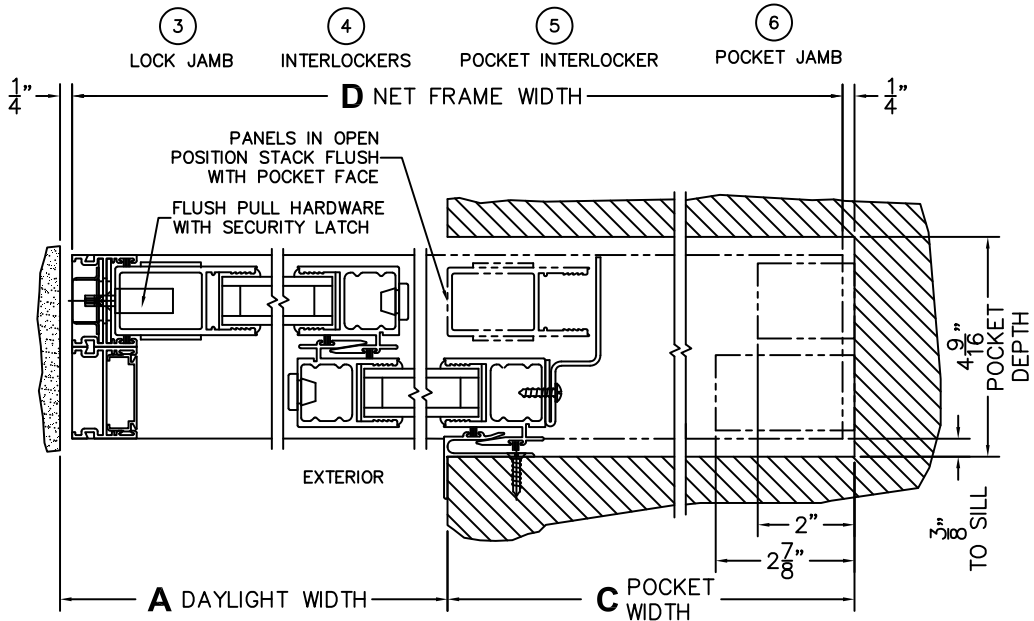 3 4 5 6
LOCK JAMB INTERLOCKERS POCKET INTERLOCKER POCKET JAMB
1/4" D NET FRAME WIDTH 1/4"
PANELS IN OPEN
POSITION STACK FLUSH
WITH POCKET FACE
FLUSH PULL HARDWARE
WITH SECURITY LATCH
4 9/16"
POCKET
DEPTH
EXTERIOR
3/8"
TO SILL
2"
2 7/8"
A DAYLIGHT WIDTH
C POCKET
WIDTH